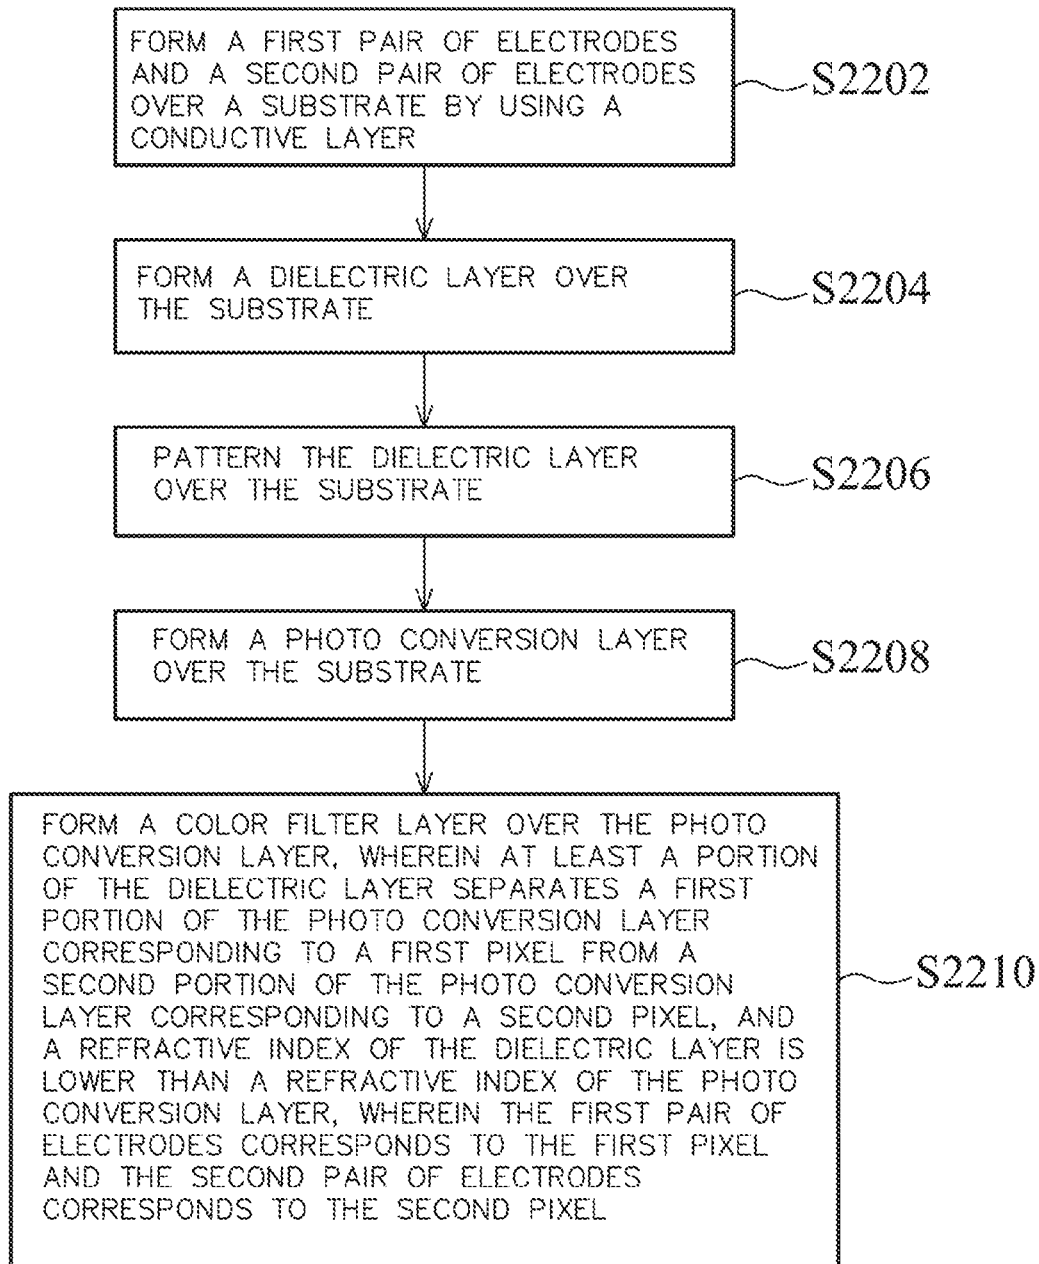 FORM A FIRST PAIR OF ELECTRODES
AND A SECOND PAIR OF ELECTRODES
OVER A SUBSTRATE BY USING A
CONDUCTIVE LAYER
S2202
FORM A DIELECTRIC LAYER OVER
THE SUBSTRATE
S2204
PATTERN THE DIELECTRIC LAYER
OVER THE SUBSTRATE
S2206
FORM A PHOTO CONVERSION LAYER
OVER THE SUBSTRATE
S2208
FORM A COLOR FILTER LAYER OVER THE PHOTO
CONVERSION LAYER, WHEREIN AT LEAST A PORTION
OF THE DIELECTRIC LAYER SEPARATES A FIRST
PORTION OF THE PHOTO CONVERSION LAYER
CORRESPONDING TO A FIRST PIXEL FROM A
SECOND PORTION OF THE PHOTO CONVERSION
LAYER CORRESPONDING TO A SECOND PIXEL, AND
A REFRACTIVE INDEX OF THE DIELECTRIC LAYER IS
LOWER THAN A REFRACTIVE INDEX OF THE PHOTO
CONVERSION LAYER, WHEREIN THE FIRST PAIR OF
ELECTRODES CORRESPONDS TO THE FIRST PIXEL
AND THE SECOND PAIR OF ELECTRODES
CORRESPONDS TO THE SECOND PIXEL
S2210